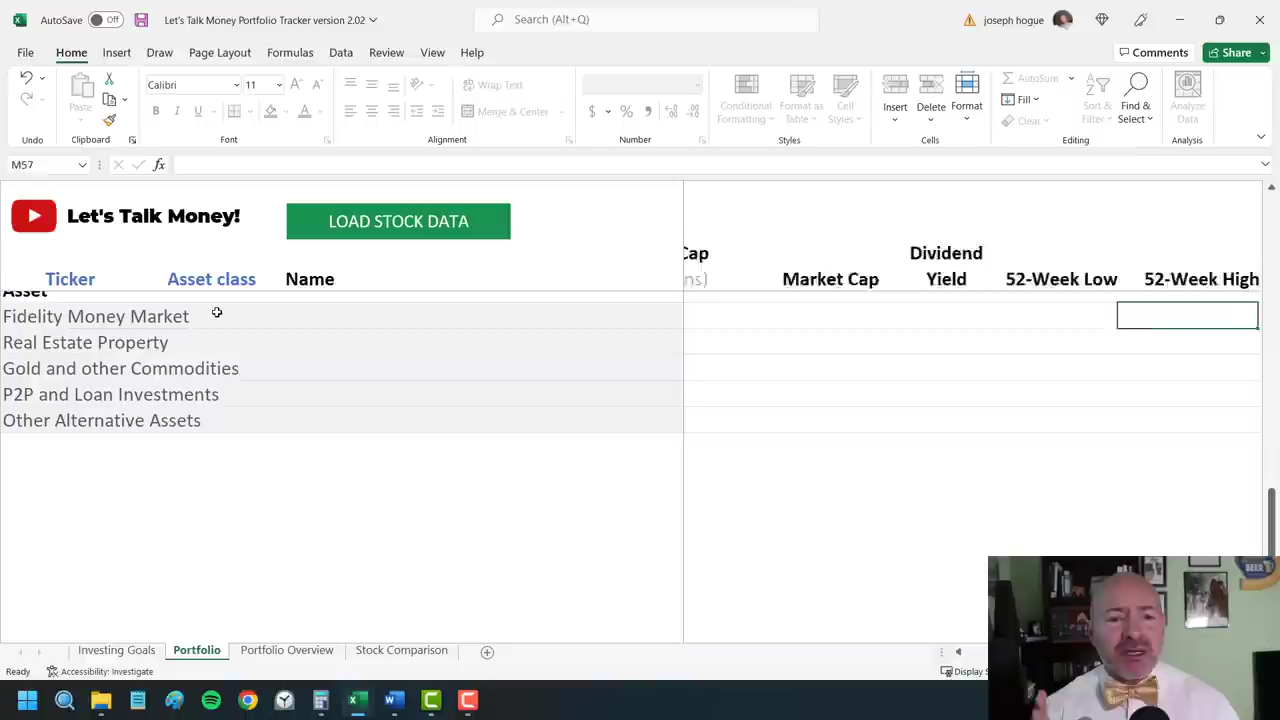 AutoSave Off Let's Talk Money Portfolio Tracker version 2.02 Search (Alt+Q) joseph hogue
File Home Insert Draw Page Layout Formulas Data Review View Help Comments Share
Calibri 11 Wrap Text AutoSum
Paste B I U Merge & Center $ % Conditional Formatting Format as Table Cell Styles Insert Delete Format Fill Clear Sort & Filter Find & Select Analyze Data
Undo Clipboard Font Alignment Number Styles Cells Editing Analysis
M57 fx
Let's Talk Money! LOAD STOCK DATA
Cap Dividend
Ticker Asset class Name ns) Market Cap Yield 52-Week Low 52-Week High
Asset
Fidelity Money Market
Real Estate Property
Gold and other Commodities
P2P and Loan Investments
Other Alternative Assets
BEER
Investing Goals Portfolio Portfolio Overview Stock Comparison
Ready Accessibility: Investigate Display S